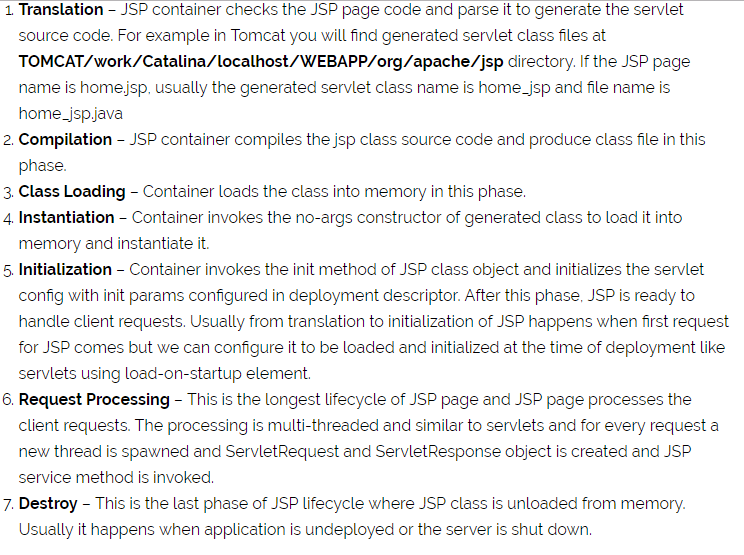 1. Translation – JSP container checks the JSP page code and parse it to generate the servlet
source code. For example in Tomcat you will find generated servlet class files at
TOMCAT/work/Catalina/localhost/WEBAPP/org/apache/jsp directory. If the JSP page
name is home.jsp, usually the generated servlet class name is home_jsp and file name is
home_jsp.java
2. Compilation – JSP container compiles the jsp class source code and produce class file in this
phase.
3. Class Loading – Container loads the class into memory in this phase.
4. Instantiation – Container invokes the no-args constructor of generated class to load it into
memory and instantiate it.
5. Initialization – Container invokes the init method of JSP class object and initializes the servlet
config with init params configured in deployment descriptor. After this phase, JSP is ready to
handle client requests. Usually from translation to initialization of JSP happens when first request
for JSP comes but we can configure it to be loaded and initialized at the time of deployment like
servlets using load-on-startup element.
6. Request Processing – This is the longest lifecycle of JSP page and JSP page processes the
client requests. The processing is multi-threaded and similar to servlets and for every request a
new thread is spawned and ServletRequest and ServletResponse object is created and JSP
service method is invoked.
7. Destroy – This is the last phase of JSP lifecycle where JSP class is unloaded from memory.
Usually it happens when application is undeployed or the server is shut down.